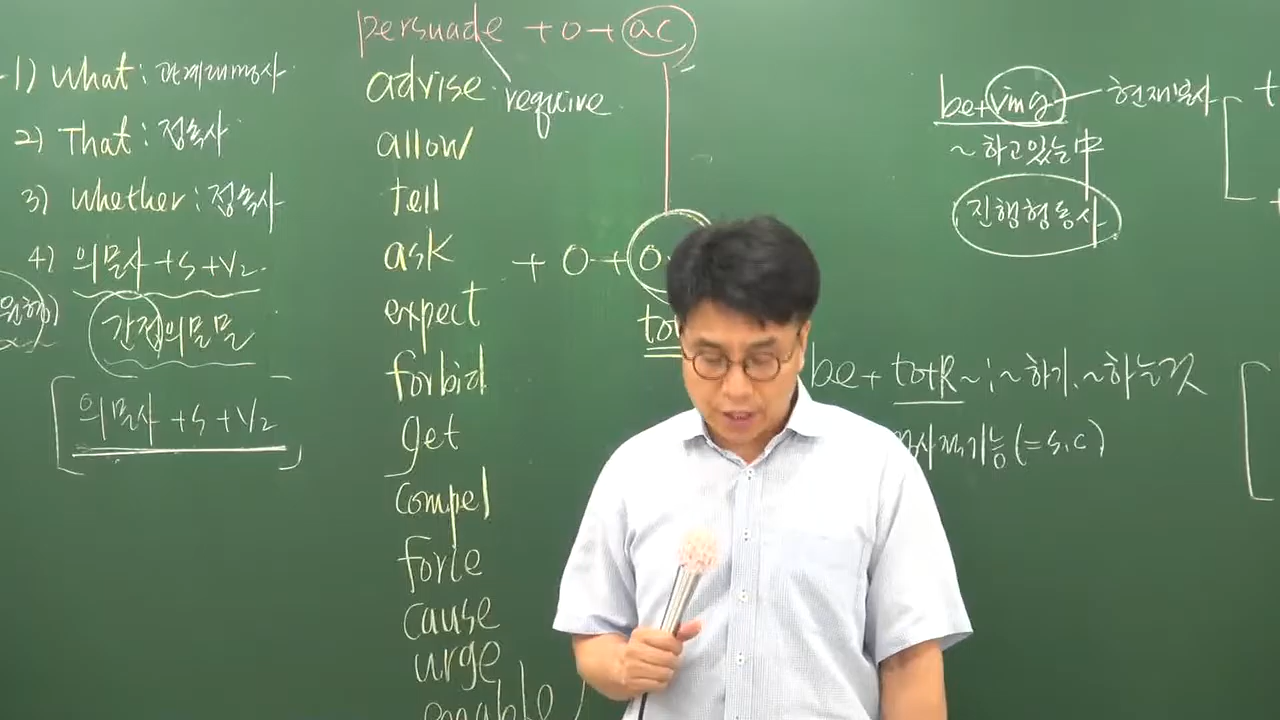 1) What: 관계대명사
2) That: 접속사
3) Whether: 접속사
4) 의문사+S+V2.
간접의문문
의문사+S+V2
persuade +O+ oc
advise require
allow
tell
ask + O+ O.
expect to
forbid
get
compel
force
cause
urge
enable
be+ving 현재분사
~하고있는中
진행형동사
be+ to+R~; ~하기, ~하는것
기능(=S.C)